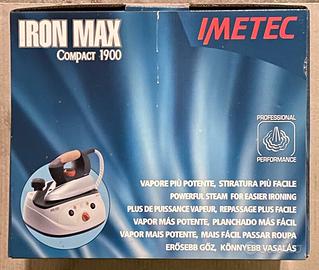 IRON MAX
COMPACT 1900
IMETEC
PROFESSIONAL
PERFORMANCE
VAPORE PIÙ POTENTE, STIRATURA PIÙ FACILE
POWERFUL STEAM FOR EASIER IRONING
PLUS DE PUISSANCE VAPEUR, REPASSAGE PLUS FACILE
VAPOR MÁS POTENTE, PLANCHADO MÁS FÁCIL
VAPOR MAIS POTENTE, MAIS FÁCIL PASSAR ROUPA
ERŐSEBB GŐZ, KÖNNYEBB VASALÁS